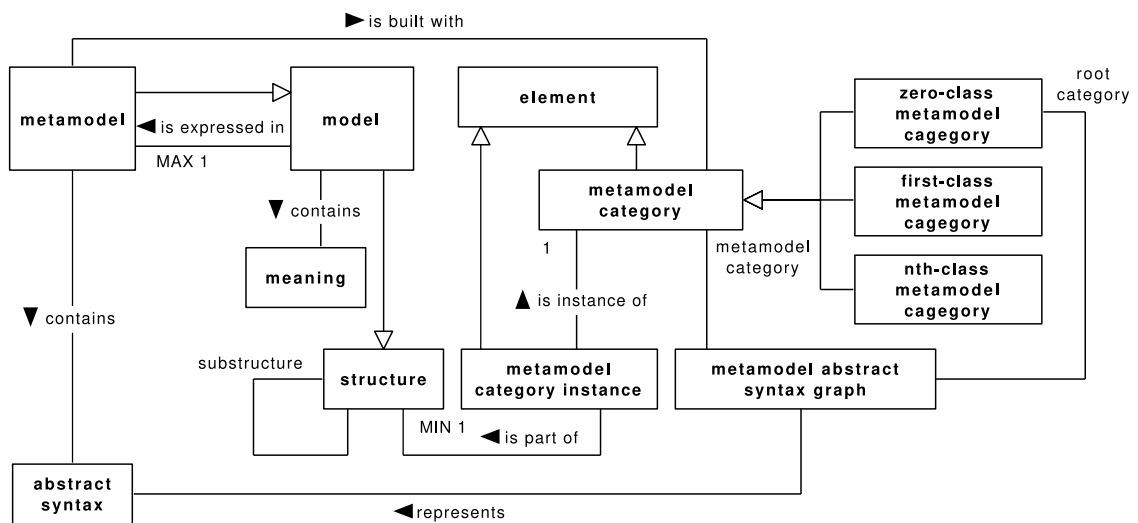 is built with
root
category
metamodel
model
element
zero-class
metamodel
cagegory
is expressed in
MAX 1
first-class
metamodel
cagegory
metamodel
category
contains
1
metamodel
category
meaning
nth-class
metamodel
cagegory
is instance of
contains
substructure
structure
metamodel
category instance
metamodel abstract
syntax graph
MIN 1
is part of
abstract
syntax
represents